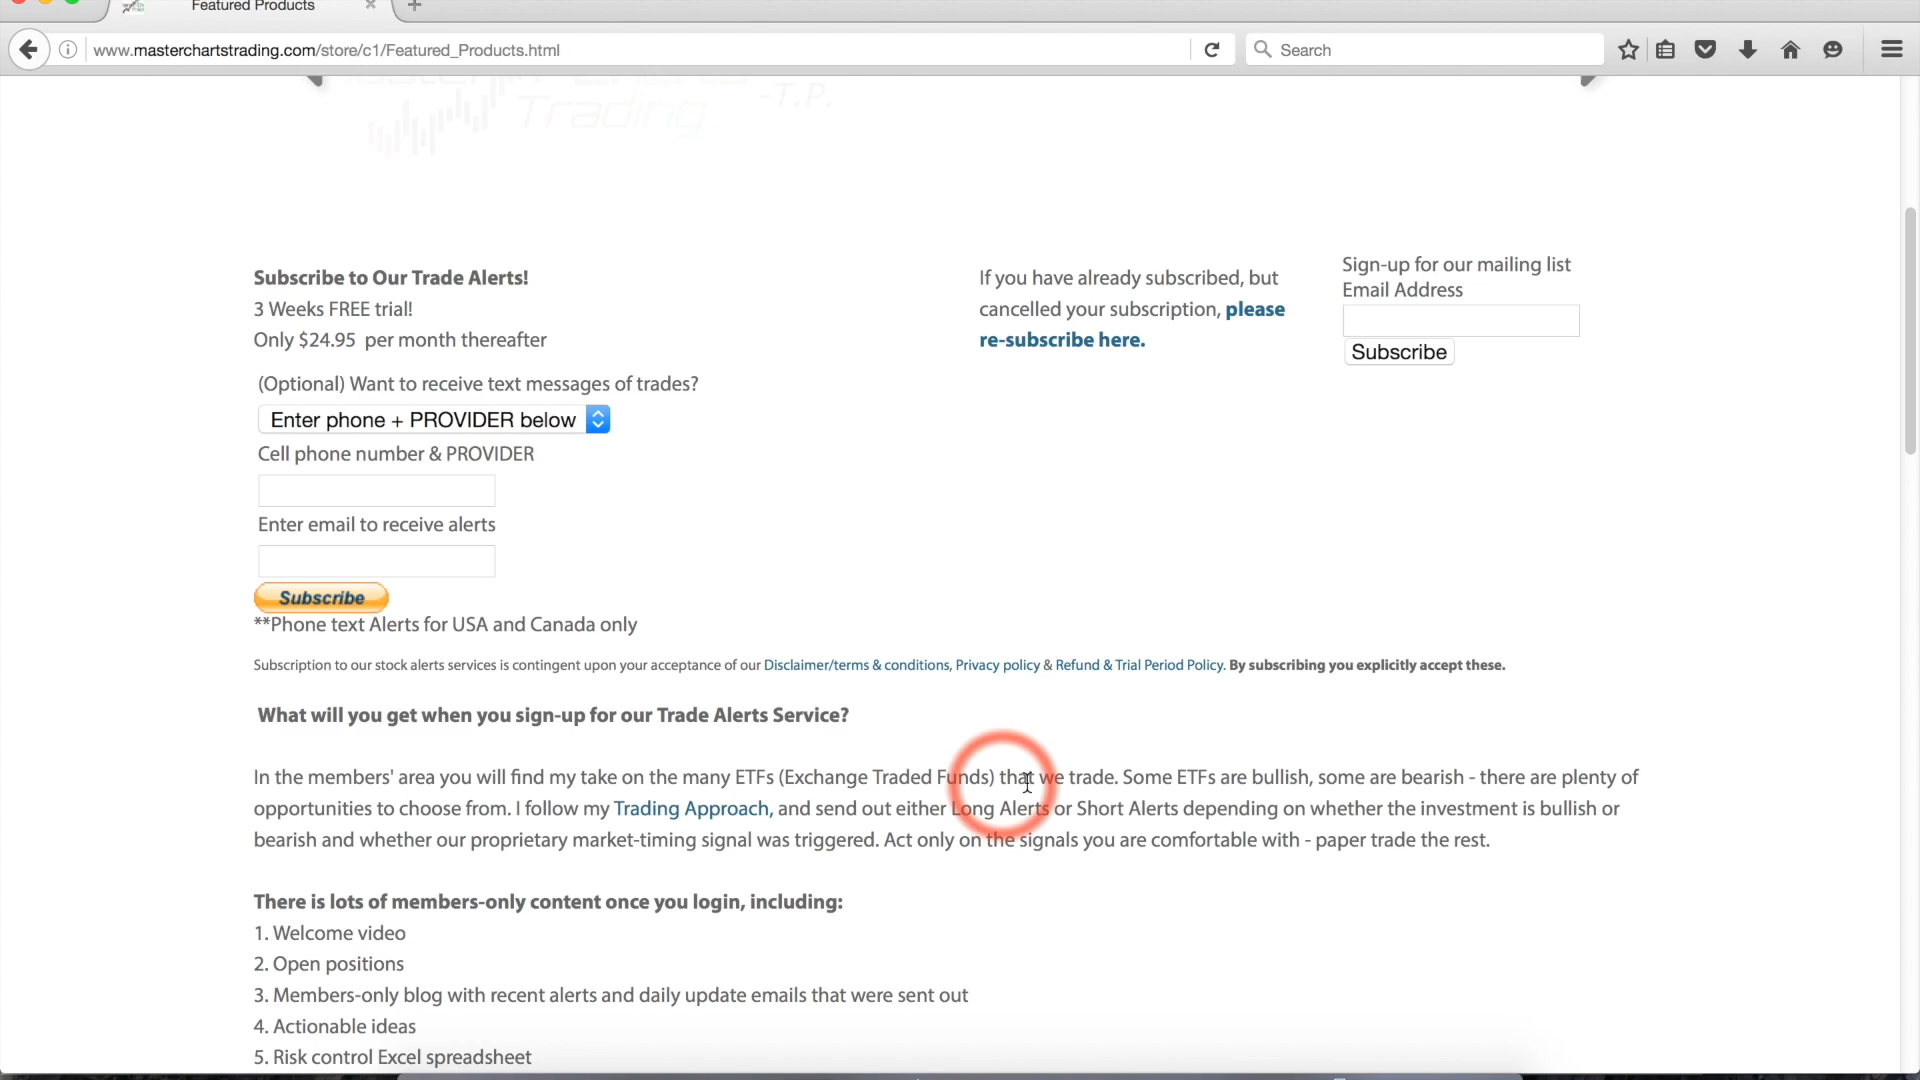 Featured Products
www.masterchartstrading.com/store/c1/Featured_Products.html
Search
Trading
-T.P.
Subscribe to Our Trade Alerts!
3 Weeks FREE trial!
Only $24.95 per month thereafter
(Optional) Want to receive text messages of trades?
Enter phone + PROVIDER below
Cell phone number & PROVIDER
Enter email to receive alerts
Subscribe
**Phone text Alerts for USA and Canada only
If you have already subscribed, but
cancelled your subscription, please
re-subscribe here.
Sign-up for our mailing list
Email Address
Subscribe
Subscription to our stock alerts services is contingent upon your acceptance of our Disclaimer/terms & conditions, Privacy policy & Refund & Trial Period Policy. By subscribing you explicitly accept these.
What will you get when you sign-up for our Trade Alerts Service?
In the members' area you will find my take on the many ETFs (Exchange Traded Funds) that we trade. Some ETFs are bullish, some are bearish - there are plenty of
opportunities to choose from. I follow my Trading Approach, and send out either Long Alerts or Short Alerts depending on whether the investment is bullish or
bearish and whether our proprietary market-timing signal was triggered. Act only on the signals you are comfortable with - paper trade the rest.
There is lots of members-only content once you login, including:
1. Welcome video
2. Open positions
3. Members-only blog with recent alerts and daily update emails that were sent out
4. Actionable ideas
5. Risk control Excel spreadsheet